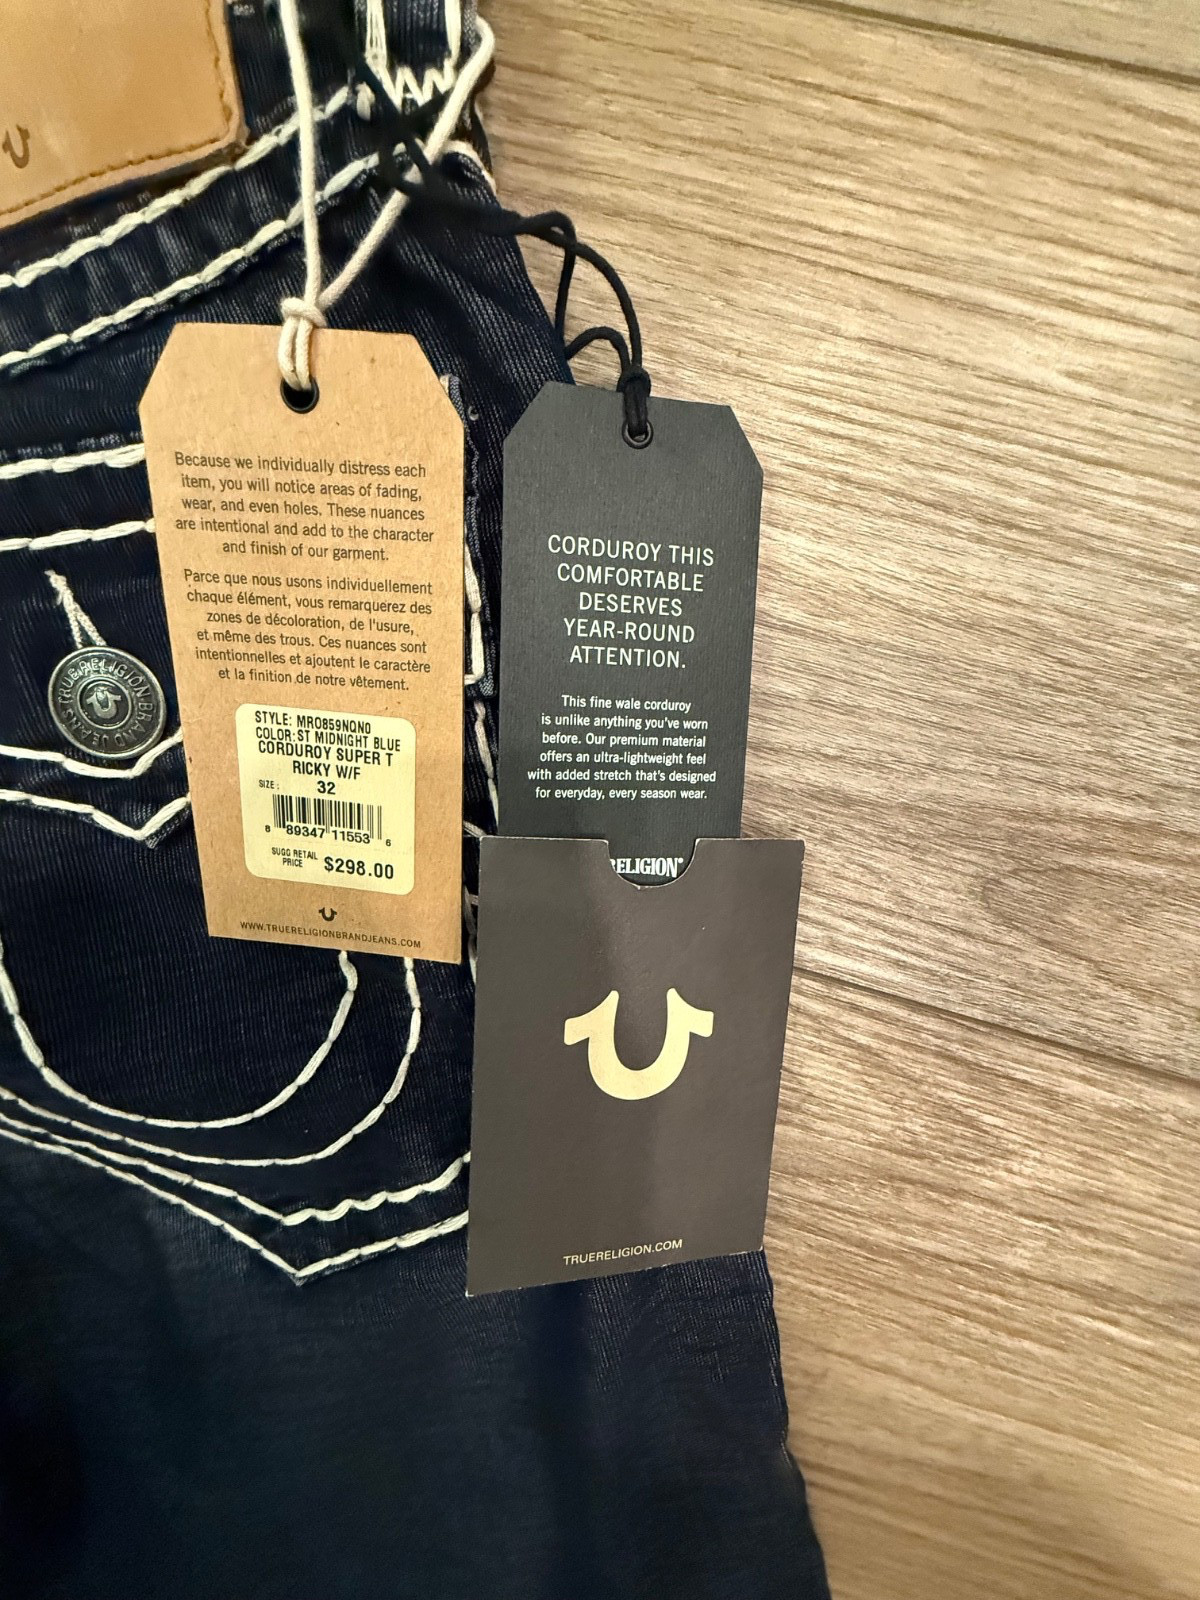 Because we individually distress each
item, you will notice areas of fading,
wear, and even holes. These nuances
are intentional and add to the character
and finish of our garment.
Parce que nous usons individuellement
chaque élément, vous remarquerez des
zones de décoloration, de l'usure,
et même des trous. Ces nuances sont
intentionnelles et ajoutent le caractère
et la finition de notre vêtement.
STYLE: MRO859NQN0
COLOR:ST MIDNIGHT BLUE
CORDUROY SUPER T
RICKY W/F
SIZE: 32
8 89347 11553 6
SUGG RETAIL
PRICE $298.00
WWW.TRUERELIGIONBRANDJEANS.COM
TRUE RELIGION BRAND JEANS
CORDUROY THIS
COMFORTABLE
DESERVES
YEAR-ROUND
ATTENTION.
This fine wale corduroy
is unlike anything you've worn
before. Our premium material
offers an ultra-lightweight feel
with added stretch that's designed
for everyday, every season wear.
RELIGION®
TRUERELIGION.COM